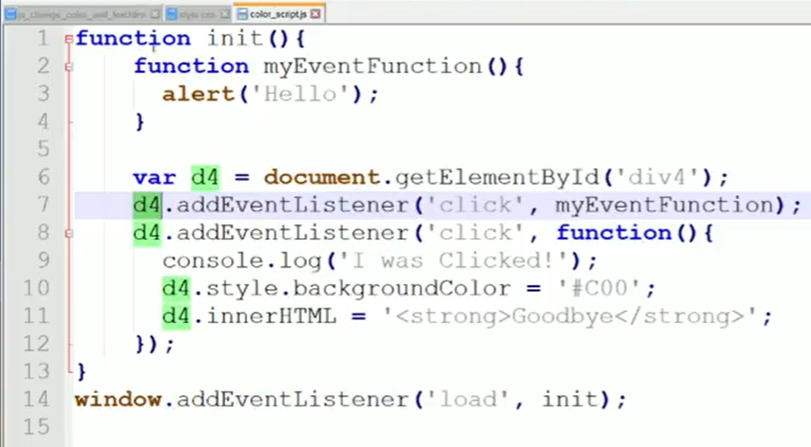 js_change_color_and_text.html style.css color_script.js
1 function init(){
2 function myEventFunction(){
3 alert('Hello');
4 }
5
6 var d4 = document.getElementById('div4');
7 d4.addEventListener('click', myEventFunction);
8 d4.addEventListener('click', function(){
9 console.log('I was Clicked!');
10 d4.style.backgroundColor = '#C00';
11 d4.innerHTML = '<strong>Goodbye</strong>';
12 });
13 }
14 window.addEventListener('load', init);
15